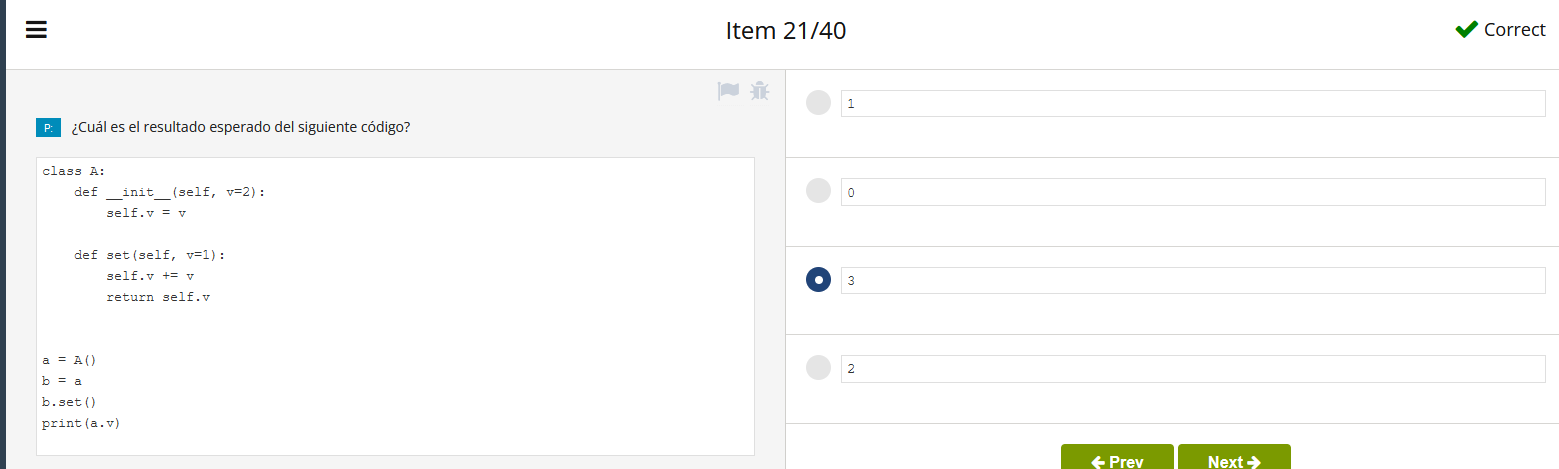 Item 21/40
Correct
P:
¿Cuál es el resultado esperado del siguiente código?
class A:
    def __init__(self, v=2):
        self.v = v

    def set(self, v=1):
        self.v += v
        return self.v


a = A()
b = a
b.set()
print(a.v)
1
0
3
2
Prev
Next